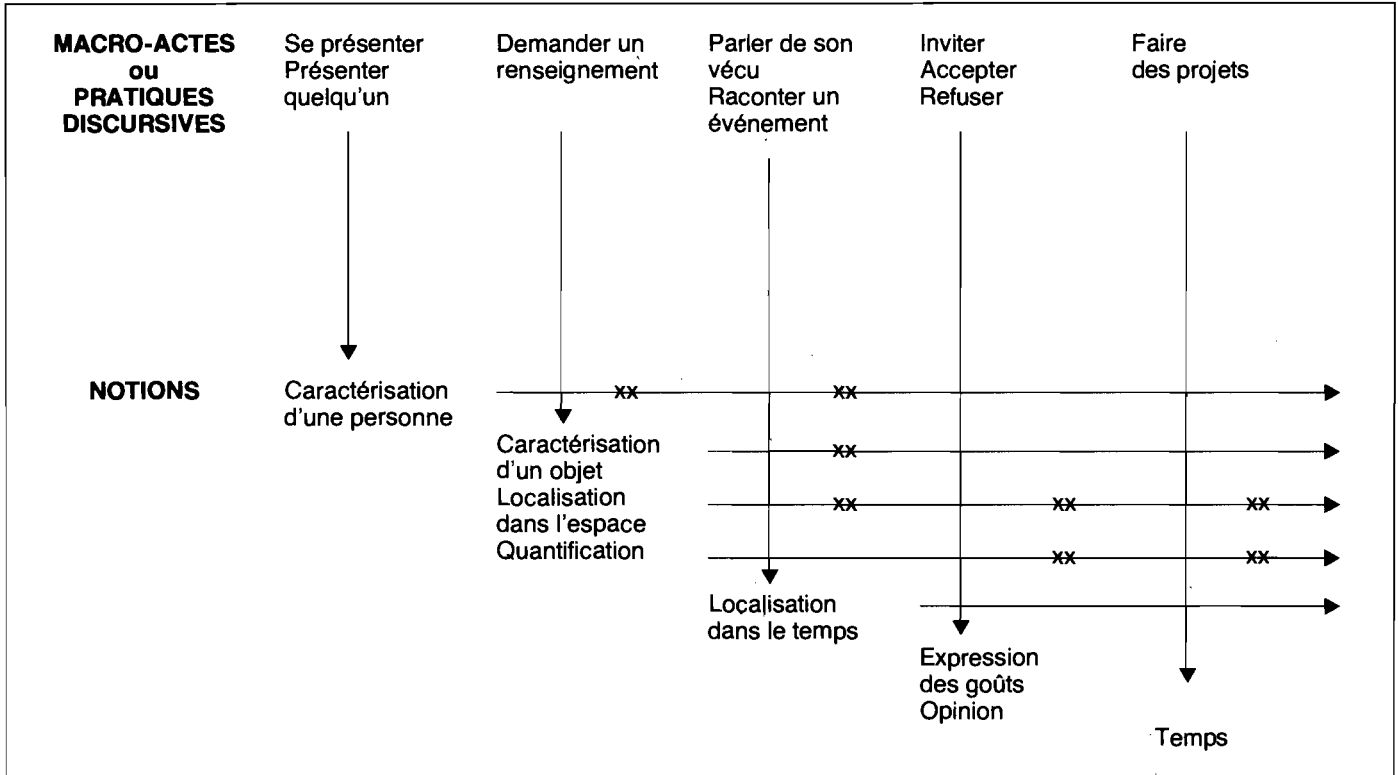 MACRO-ACTES
ou
PRATIQUES
DISCURSIVES
Se présenter
Présenter
quelqu'un
Demander un
renseignement
Parler de son
vécu
Raconter un
événement
Inviter
Accepter
Refuser
Faire
des projets
NOTIONS
Caractérisation
d'une personne
xx xx
Caractérisation
d'un objet
Localisation
dans l'espace
Quantification
xx
xx xx xx
xx xx
Localisation
dans le temps
Expression
des goûts
Opinion
Temps